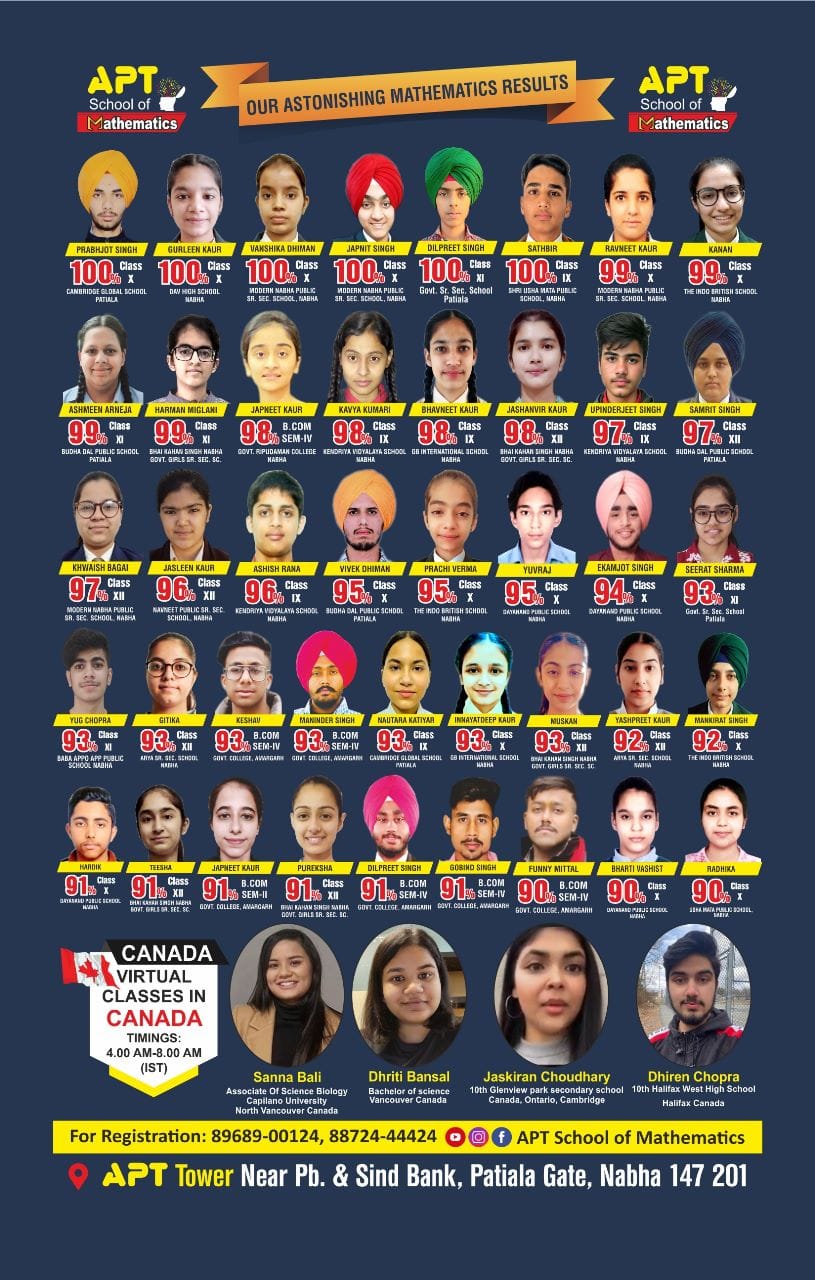 APT
School of
Mathematics
OUR ASTONISHING MATHEMATICS RESULTS
APT
School of
Mathematics
PRABHJOT SINGH
100% Class X
CAMBRIDGE GLOBAL SCHOOL
PATIALA
GURLEEN KAUR
100% Class X
DAV HIGH SCHOOL
NABHA
VANSHIKA DHIMAN
100% Class X
MODERN NABHA PUBLIC
SR. SEC. SCHOOL, NABHA
JAPNIT SINGH
100% Class X
MODERN NABHA PUBLIC
SR. SEC. SCHOOL, NABHA
DILPREET SINGH
100% Class XI
Govt. Sr. Sec. School
Patiala
SATHBIR
100% Class IX
SHRI USHA MATA PUBLIC
SCHOOL, NABHA
RAVNEET KAUR
99% Class X
MODERN NABHA PUBLIC
SR. SEC. SCHOOL, NABHA
KANAN
99% Class X
THE INDO BRITISH SCHOOL
NABHA
ASHMEEN ARNEJA
99% Class XI
BUDHA DAL PUBLIC SCHOOL
PATIALA
HARMAN MIGLANI
99% Class XI
BHAI KAHAN SINGH NABHA
GOVT. GIRLS SR. SEC. SC.
JAPNEET KAUR
98% B.COM SEM-IV
GOVT. RIPUDAMAN COLLEGE
NABHA
KAVYA KUMARI
98% Class IX
KENDRIYA VIDYALAYA SCHOOL
NABHA
BHAVNEET KAUR
98% Class IX
GB INTERNATIONAL SCHOOL
NABHA
JASHANVIR KAUR
98% Class XII
BHAI KAHAN SINGH NABHA
GOVT. GIRLS SR. SEC. SC.
UPINDERJEET SINGH
97% Class IX
KENDRIYA VIDYALAYA SCHOOL
NABHA
SAMRIT SINGH
97% Class XII
BUDHA DAL PUBLIC SCHOOL
PATIALA
KHWAISH BAGAI
97% Class XII
MODERN NABHA PUBLIC
SR. SEC. SCHOOL, NABHA
JASLEEN KAUR
96% Class XII
NAVNEET PUBLIC SR. SEC.
SCHOOL, NABHA
ASHISH RANA
96% Class IX
KENDRIYA VIDYALAYA SCHOOL
NABHA
VIVEK DHIMAN
95% Class X
BUDHA DAL PUBLIC SCHOOL
PATIALA
PRACHI VERMA
95% Class X
THE INDO BRITISH SCHOOL
NABHA
YUVRAJ
95% Class X
DAYANAND PUBLIC SCHOOL
NABHA
EKAMJOT SINGH
94% Class X
DAYANAND PUBLIC SCHOOL
NABHA
SEERAT SHARMA
93% Class XI
Govt. Sr. Sec. School
Patiala
YUG CHOPRA
93% Class XI
BABA APPO APP PUBLIC
SCHOOL NABHA
GITIKA
93% Class XII
ARYA SR. SEC. SCHOOL
NABHA
KESHAV
93% B.COM SEM-IV
GOVT. COLLEGE, AMARGARH
MANINDER SINGH
93% B.COM SEM-IV
GOVT. COLLEGE, AMARGARH
NAUTARA KATIYAR
93% Class IX
CAMBRIDGE GLOBAL SCHOOL
PATIALA
INNAYATDEEP KAUR
93% Class X
GB INTERNATIONAL SCHOOL
NABHA
MUSKAN
93% Class XII
BHAI KAHAN SINGH NABHA
GOVT. GIRLS SR. SEC. SC.
YASHPREET KAUR
92% Class XII
ARYA SR. SEC. SCHOOL
NABHA
MANKIRAT SINGH
92% Class X
THE INDO BRITISH SCHOOL
NABHA
HARDIK
91% Class X
DAYANAND PUBLIC SCHOOL
NABHA
TEESHA
91% Class XII
BHAI KAHAN SINGH NABHA
GOVT. GIRLS SR. SEC. SC.
JAPNEET KAUR
91% B.COM SEM-II
GOVT. COLLEGE, AMARGARH
PUREKSHA
91% Class XII
BHAI KAHAN SINGH NABHA
GOVT. GIRLS SR. SEC. SC.
DILPREET SINGH
91% B.COM SEM-IV
GOVT. COLLEGE, AMARGARH
GOBIND SINGH
91% B.COM SEM-IV
GOVT. COLLEGE, AMARGARH
FUNNY MITTAL
90% B.COM SEM-IV
GOVT. COLLEGE, AMARGARH
BHARTI VASHIST
90% Class X
DAYANAND PUBLIC SCHOOL
NABHA
RADHIKA
90% Class X
MATA PUBLIC SCHOOL,
NABHA
CANADA
VIRTUAL
CLASSES IN
CANADA
TIMINGS:
4.00 AM-8.00 AM
(IST)
Sanna Bali
Associate Of Science Biology
Capilano University
North Vancouver Canada
Dhriti Bansal
Bachelor of science
Vancouver Canada
Jaskiran Choudhary
10th Glenview park secondary school
Canada, Ontario, Cambridge
Dhiren Chopra
10th Halifax West High School
Halifax Canada
For Registration: 89689-00124, 88724-44424 APT School of Mathematics
APT Tower Near Pb. & Sind Bank, Patiala Gate, Nabha 147 201